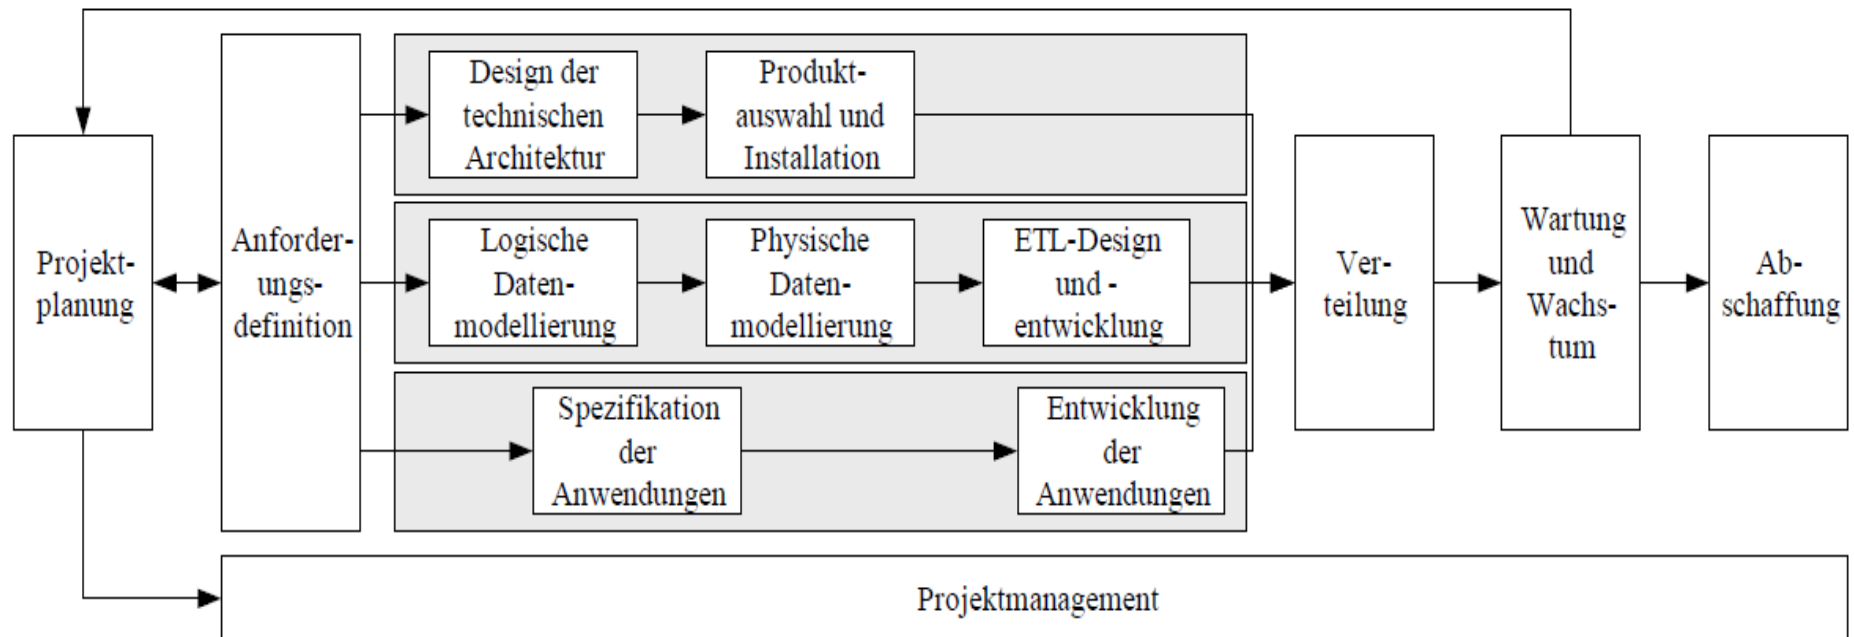 Projekt-
planung
Anforder-
ungs-
definition
Design der
technischen
Architektur
Produkt-
auswahl und
Installation
Logische
Daten-
modellierung
Physische
Daten-
modellierung
ETL-Design
und -
entwicklung
Spezifikation
der
Anwendungen
Entwicklung
der
Anwendungen
Ver-
teilung
Wartung
und
Wachs-
tum
Ab-
schaffung
Projektmanagement